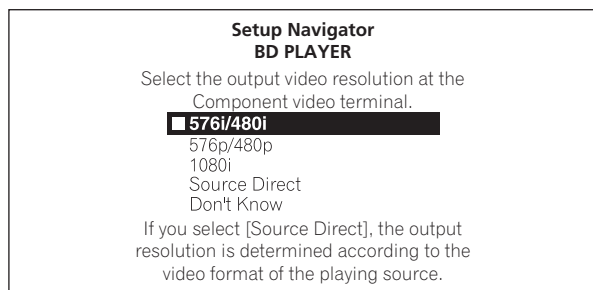 Setup Navigator
BD PLAYER
Select the output video resolution at the
Component video terminal.
576i/480i
576p/480p
1080i
Source Direct
Don't Know
If you select [Source Direct], the output
resolution is determined according to the
video format of the playing source.